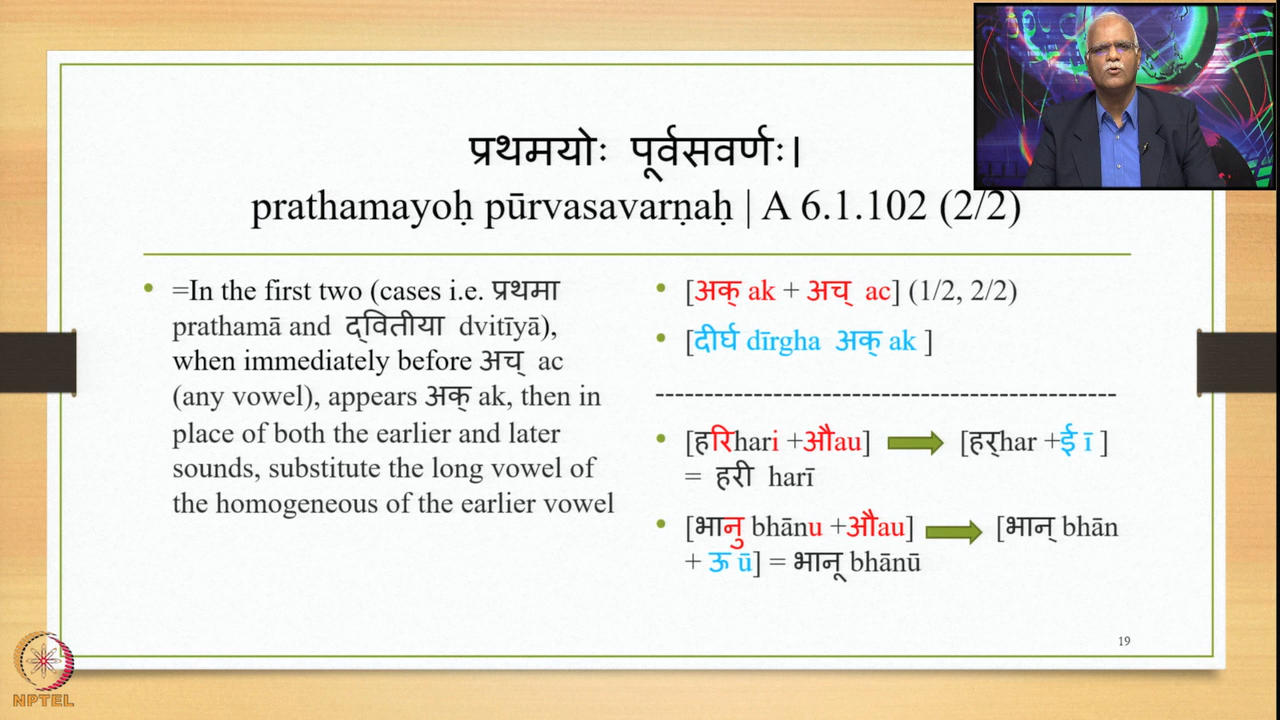 प्रथमयोः पूर्वसवर्णः।
prathamayoḥ pūrvasavarṇaḥ | A 6.1.102 (2/2)
• =In the first two (cases i.e. प्रथमा
prathamā and द्वितीया dvitīyā),
when immediately before अच् ac
(any vowel), appears अक् ak, then in
place of both the earlier and later
sounds, substitute the long vowel of
the homogeneous of the earlier vowel
• [अक् ak + अच् ac] (1/2, 2/2)
• [दीर्घ dīrgha अक् ak ]
------------------------------------------------
• [हरिhari +औau] [हर्har +ई ī ]
= हरी harī
• [भानु bhānu +औau] [भान् bhān
+ ऊ ū] = भानू bhānū
19
NPTEL